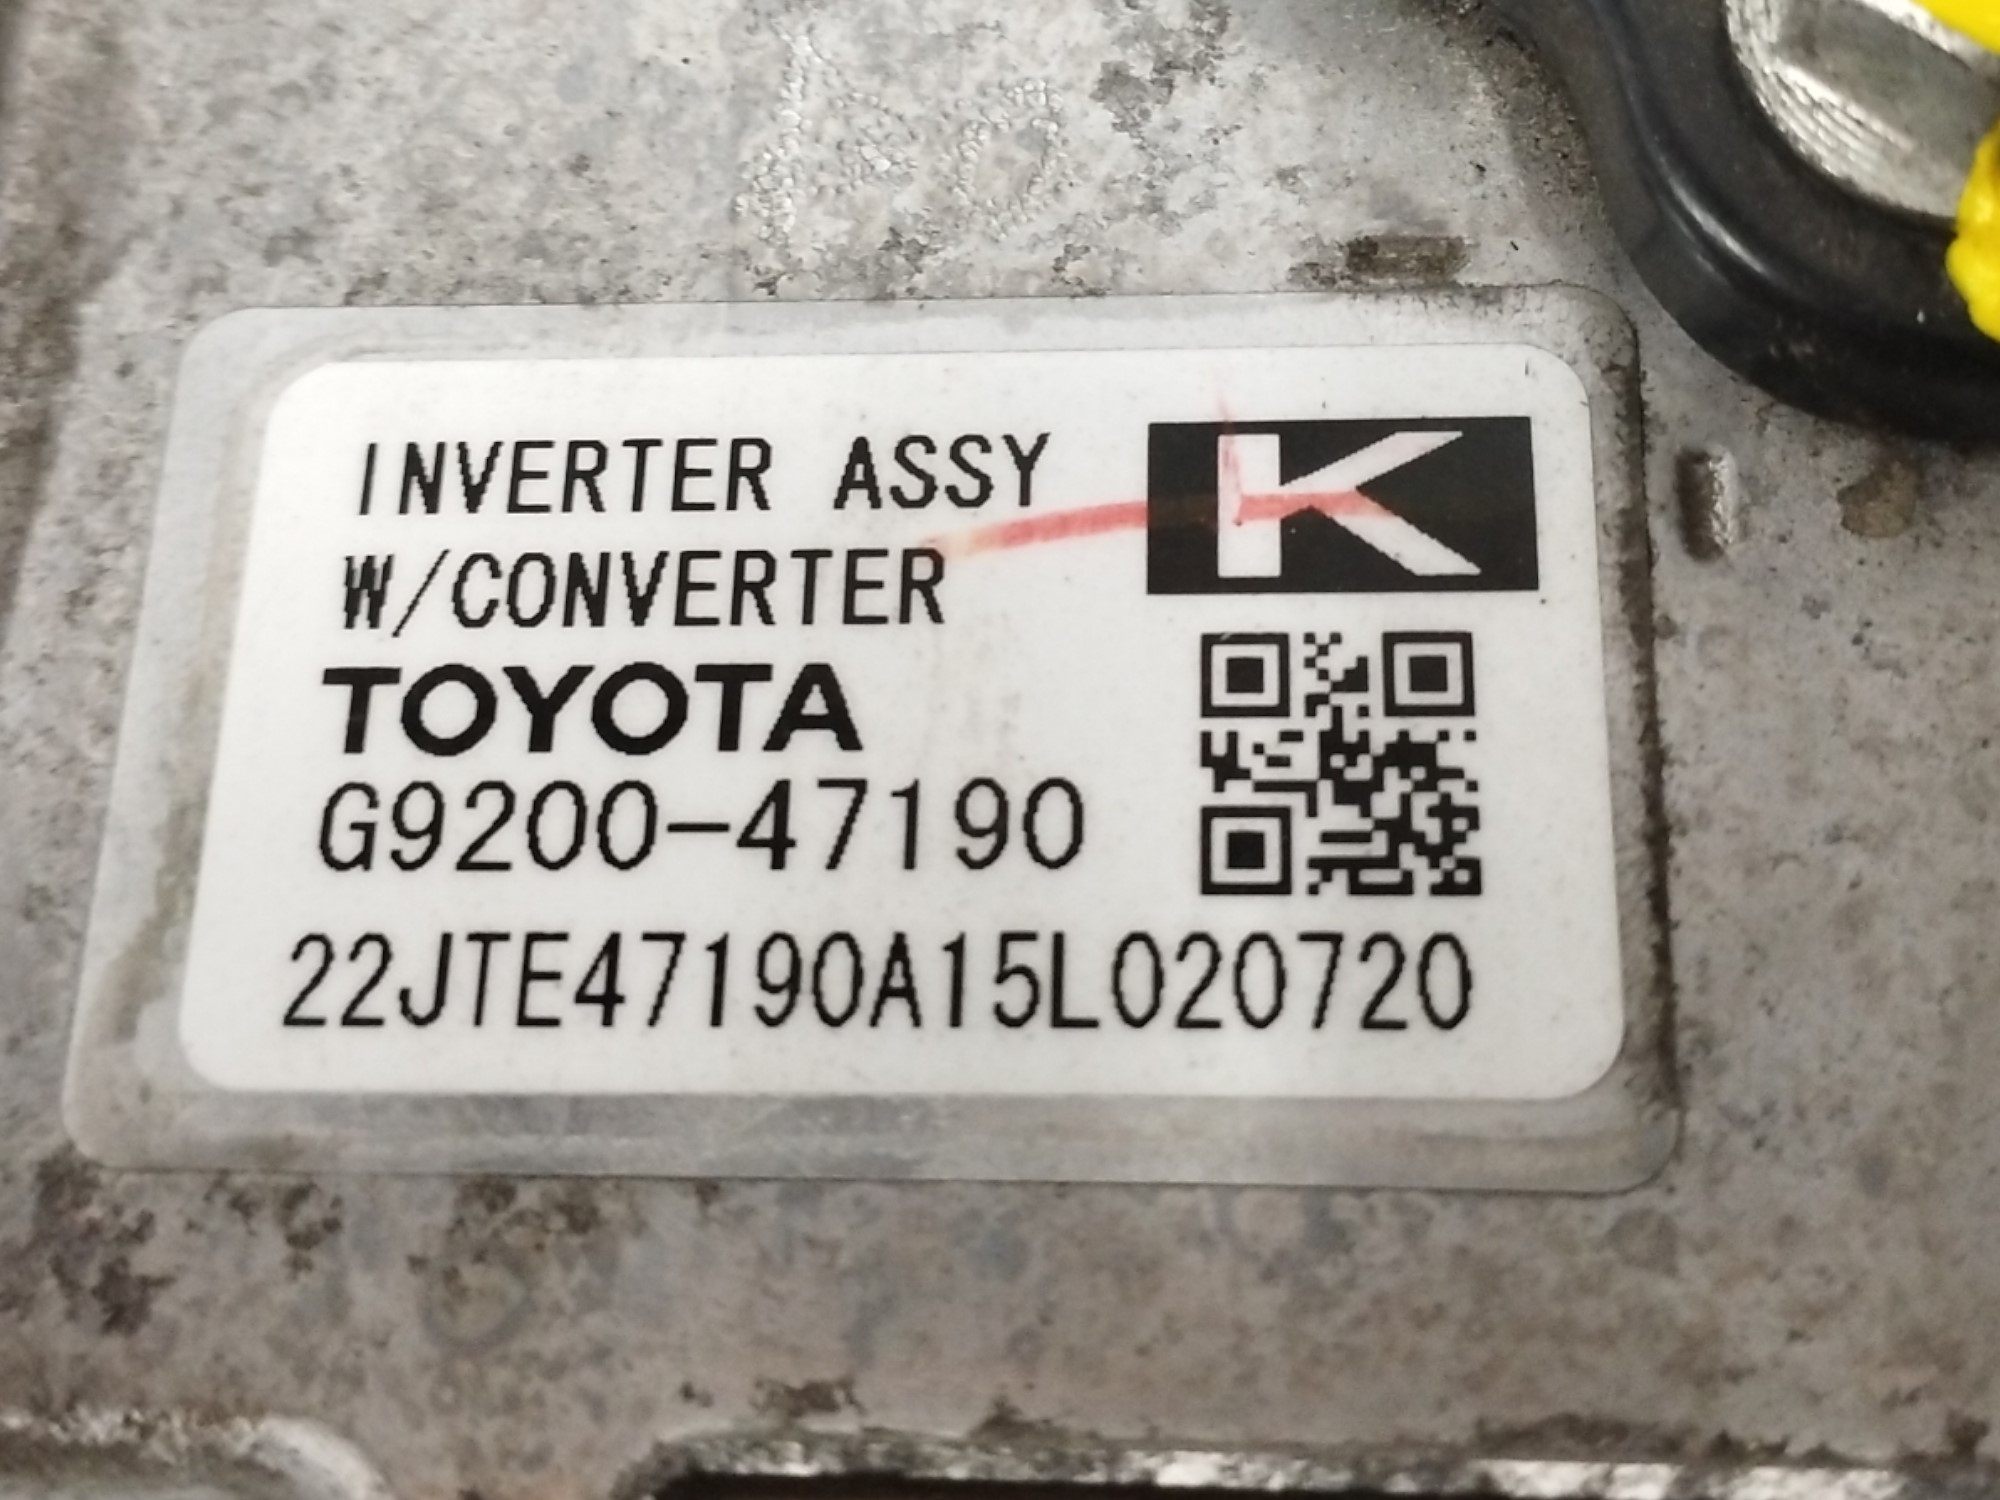 INVERTER ASSY
K
W/CONVERTER
TOYOTA
G9200-47190
22JTE47190A15L020720